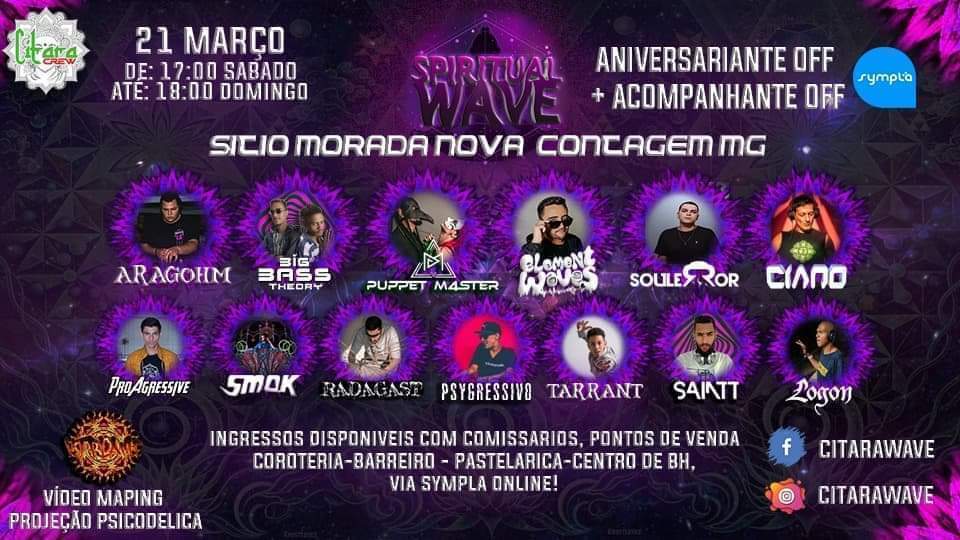 Citara
CREW
21 MARÇO
DE: 17:00 SABADO
ATÉ: 18:00 DOMINGO
SPIRITUAL
WAVE
ANIVERSARIANTE OFF
+ ACOMPANHANTE OFF
sympla
SITIO MORADA NOVA CONTAGEM MG
ARAGOHM
BIG
BASS
THEORY
PUPPET M4STER
ELEMENT
WAVES
SOULERROR
CIANO
PROAGRESSIVE
SMOK
RADAGAST
PSYGRESSIVO
TARRANT
SAINTT
Logon
VÍDEO MAPING
PROJEÇÃO PSICODELICA
INGRESSOS DISPONIVEIS COM COMISSARIOS, PONTOS DE VENDA
COROTERIA-BARREIRO - PASTELARICA-CENTRO DE BH,
VIA SYMPLA ONLINE!
CITARAWAVE
CITARAWAVE